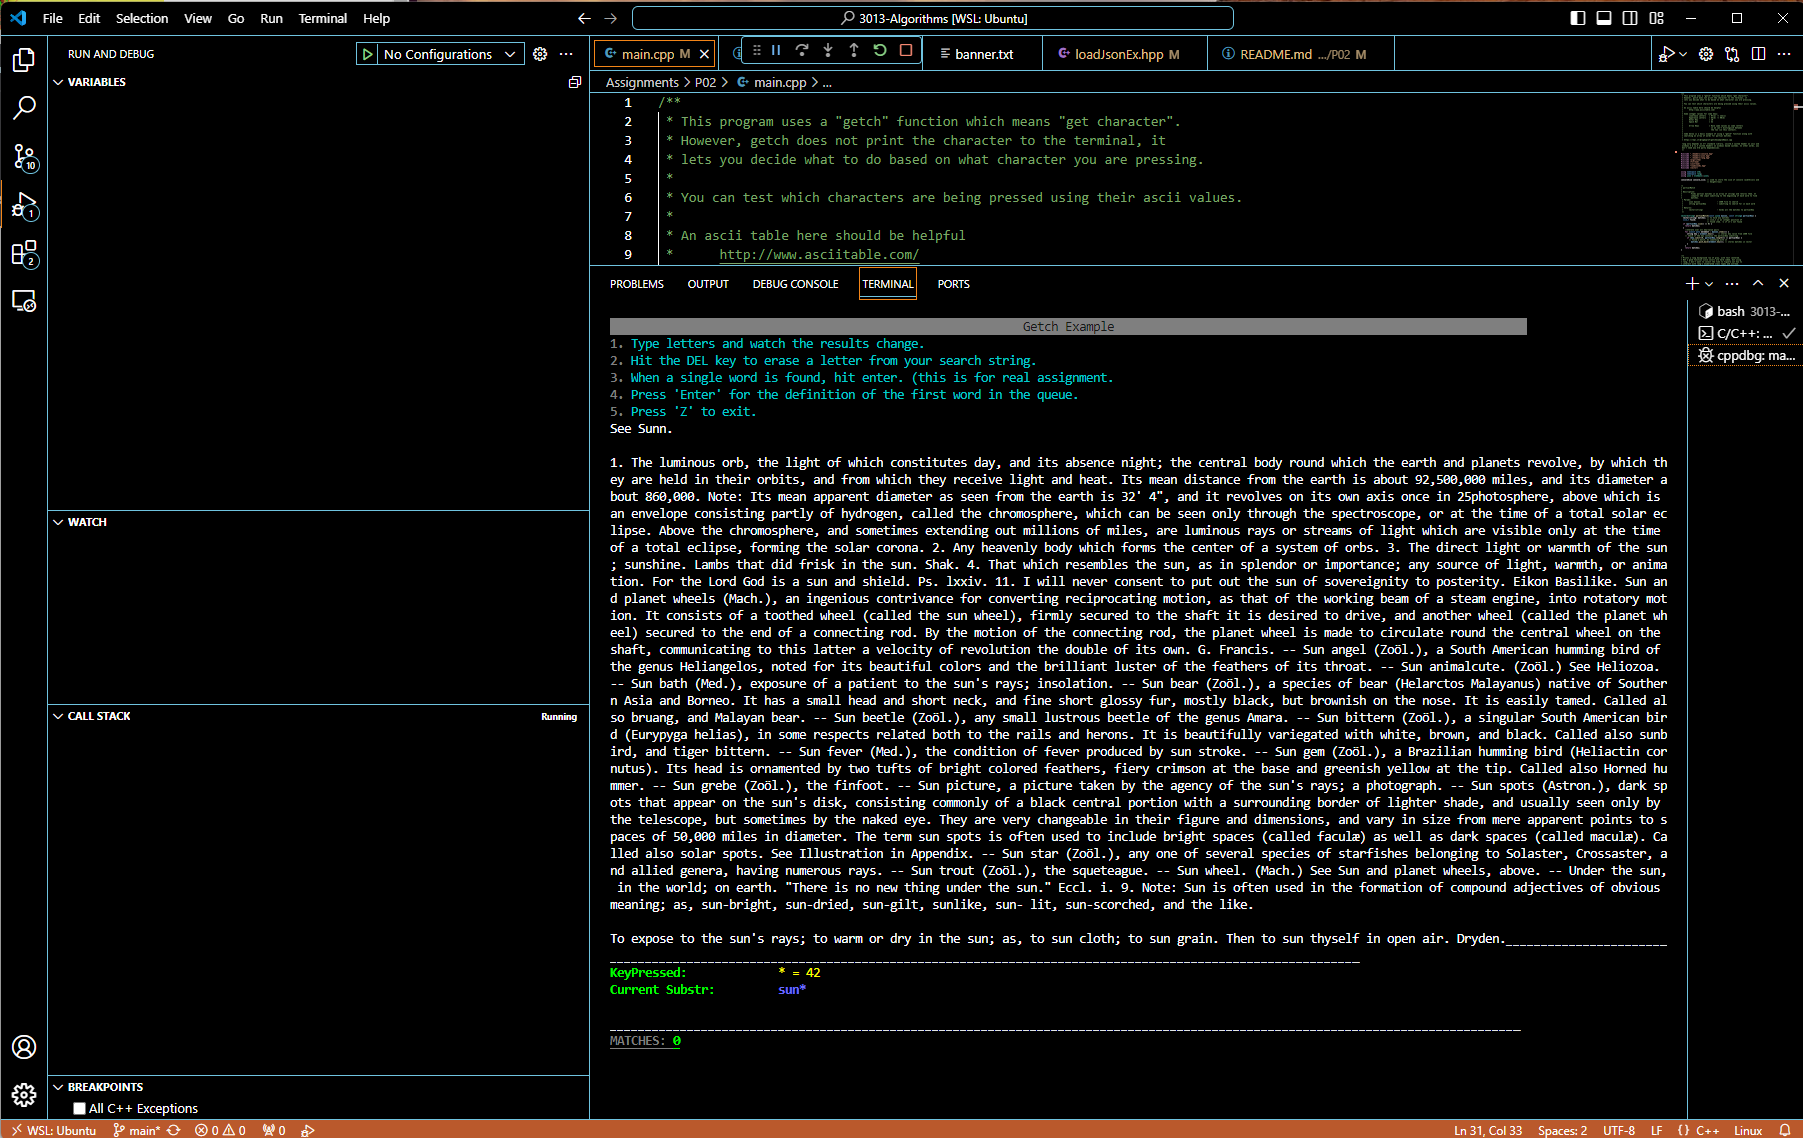 File Edit Selection View Go Run Terminal Help
3013-Algorithms [WSL: Ubuntu]
RUN AND DEBUG
No Configurations
main.cpp M
banner.txt
loadJsonEx.hpp M
README.md .../P02 M
VARIABLES
Assignments > P02 > main.cpp > ...
1 /**
2 * This program uses a "getch" function which means "get character".
3 * However, getch does not print the character to the terminal, it
4 * lets you decide what to do based on what character you are pressing.
5 *
6 * You can test which characters are being pressed using their ascii values.
7 *
8 * An ascii table here should be helpful
9 * http://www.asciitable.com/
PROBLEMS OUTPUT DEBUG CONSOLE TERMINAL PORTS
bash 3013-...
C/C++: ...
cppdbg: ma...
Getch Example
1. Type letters and watch the results change.
2. Hit the DEL key to erase a letter from your search string.
3. When a single word is found, hit enter. (this is for real assignment.
4. Press 'Enter' for the definition of the first word in the queue.
5. Press 'Z' to exit.
See Sunn.
1. The luminous orb, the light of which constitutes day, and its absence night; the central body round which the earth and planets revolve, by which th
ey are held in their orbits, and from which they receive light and heat. Its mean distance from the earth is about 92,500,000 miles, and its diameter a
bout 860,000. Note: Its mean apparent diameter as seen from the earth is 32' 4", and it revolves on its own axis once in 25photosphere, above which is
an envelope consisting partly of hydrogen, called the chromosphere, which can be seen only through the spectroscope, or at the time of a total solar ec
lipse. Above the chromosphere, and sometimes extending out millions of miles, are luminous rays or streams of light which are visible only at the time
of a total eclipse, forming the solar corona. 2. Any heavenly body which forms the center of a system of orbs. 3. The direct light or warmth of the sun
; sunshine. Lambs that did frisk in the sun. Shak. 4. That which resembles the sun, as in splendor or importance; any source of light, warmth, or anima
tion. For the Lord God is a sun and shield. Ps. lxxiv. 11. I will never consent to put out the sun of sovereignity to posterity. Eikon Basilike. Sun an
d planet wheels (Mach.), an ingenious contrivance for converting reciprocating motion, as that of the working beam of a steam engine, into rotatory mot
ion. It consists of a toothed wheel (called the sun wheel), firmly secured to the shaft it is desired to drive, and another wheel (called the planet wh
eel) secured to the end of a connecting rod. By the motion of the connecting rod, the planet wheel is made to circulate round the central wheel on the
shaft, communicating to this latter a velocity of revolution the double of its own. G. Francis. -- Sun angel (Zoöl.), a South American humming bird of
the genus Heliangelos, noted for its beautiful colors and the brilliant luster of the feathers of its throat. -- Sun animalcute. (Zoöl.) See Heliozoa.
-- Sun bath (Med.), exposure of a patient to the sun's rays; insolation. -- Sun bear (Zoöl.), a species of bear (Helarctos Malayanus) native of Souther
n Asia and Borneo. It has a small head and short neck, and fine short glossy fur, mostly black, but brownish on the nose. It is easily tamed. Called al
so bruang, and Malayan bear. -- Sun beetle (Zoöl.), any small lustrous beetle of the genus Amara. -- Sun bittern (Zoöl.), a singular South American bir
d (Eurypyga helias), in some respects related both to the rails and herons. It is beautifully variegated with white, brown, and black. Called also sunb
ird, and tiger bittern. -- Sun fever (Med.), the condition of fever produced by sun stroke. -- Sun gem (Zoöl.), a Brazilian humming bird (Heliactin cor
nutus). Its head is ornamented by two tufts of bright colored feathers, fiery crimson at the base and greenish yellow at the tip. Called also Horned hu
mmer. -- Sun grebe (Zoöl.), the finfoot. -- Sun picture, a picture taken by the agency of the sun's rays; a photograph. -- Sun spots (Astron.), dark sp
ots that appear on the sun's disk, consisting commonly of a black central portion with a surrounding border of lighter shade, and usually seen only by
the telescope, but sometimes by the naked eye. They are very changeable in their figure and dimensions, and vary in size from mere apparent points to s
paces of 50,000 miles in diameter. The term sun spots is often used to include bright spaces (called faculæ) as well as dark spaces (called maculæ). Ca
lled also solar spots. See Illustration in Appendix. -- Sun star (Zoöl.), any one of several species of starfishes belonging to Solaster, Crossaster, a
nd allied genera, having numerous rays. -- Sun trout (Zoöl.), the squeteague. -- Sun wheel. (Mach.) See Sun and planet wheels, above. -- Under the sun,
in the world; on earth. "There is no new thing under the sun." Eccl. i. 9. Note: Sun is often used in the formation of compound adjectives of obvious
meaning; as, sun-bright, sun-dried, sun-gilt, sunlike, sun- lit, sun-scorched, and the like.
To expose to the sun's rays; to warm or dry in the sun; as, to sun cloth; to sun grain. Then to sun thyself in open air. Dryden.
KeyPressed: * = 42
Current Substr: sun*
MATCHES: 0
WATCH
CALL STACK Running
BREAKPOINTS
All C++ Exceptions
10
1
2
WSL: Ubuntu main* 0 0 0
Ln 31, Col 33 Spaces: 2 UTF-8 LF {} C++ Linux